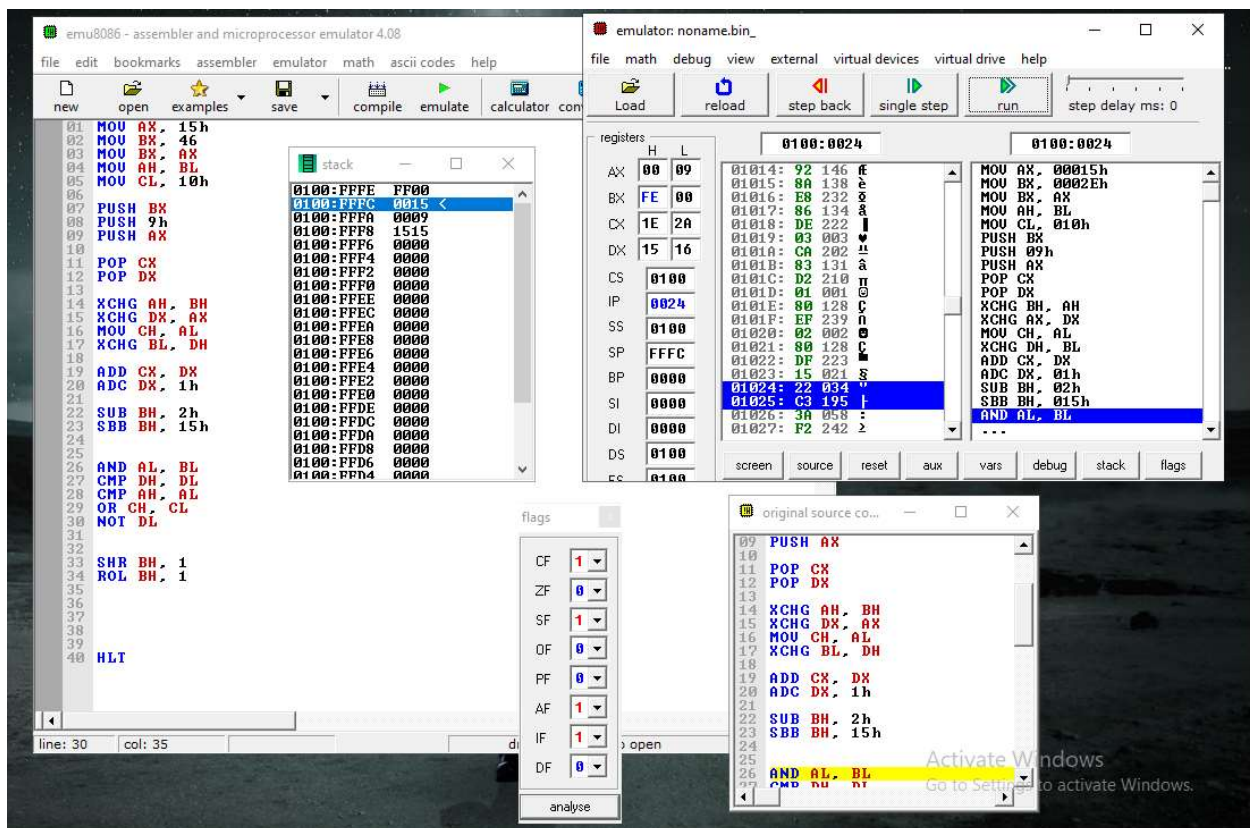 emu8086 - assembler and microprocessor emulator 4.08
file edit bookmarks assembler emulator math ascii codes help
new open examples save compile emulate calculator
01 MOV AX, 15h
02 MOV BX, 46
03 MOV BX, AX
04 MOV AH, BL
05 MOV CL, 10h
06
07 PUSH BX
08 PUSH 9h
09 PUSH AX
10
11 POP CX
12 POP DX
13
14 XCHG AH, BH
15 XCHG DX, AX
16 MOV CH, AL
17 XCHG BL, DH
18
19 ADD CX, DX
20 ADC DX, 1h
21
22 SUB BH, 2h
23 SBB BH, 15h
24
25
26 AND AL, BL
27 CMP DH, DL
28 CMP AH, AL
29 OR CH, CL
30 NOT DL
31
32
33 SHR BH, 1
34 ROL BH, 1
35
36
37
38
39
40 HLT
line: 30 col: 35
open
stack
0100:FFFE FF00
0100:FFFC 0015 <
0100:FFFA 0009
0100:FFF8 1515
0100:FFF6 0000
0100:FFF4 0000
0100:FFF2 0000
0100:FFF0 0000
0100:FFEE 0000
0100:FFEC 0000
0100:FFEA 0000
0100:FFE8 0000
0100:FFE6 0000
0100:FFE4 0000
0100:FFE2 0000
0100:FFE0 0000
0100:FFDE 0000
0100:FFDC 0000
0100:FFDA 0000
0100:FFD8 0000
0100:FFD6 0000
0100:FFD4 0000
emulator: noname.bin_
file math debug view external virtual devices virtual drive help
Load reload step back single step run step delay ms: 0
registers
H L
AX 00 09
BX FE 00
CX 1E 2A
DX 15 16
CS 0100
IP 0024
SS 0100
SP FFFC
BP 0000
SI 0000
DI 0000
DS 0100
ES 0100
0100:0024
01014: 92 146 Æ
01015: 8A 138 è
01016: E8 232
01017: 86 134 å
01018: DE 222 ▐
01019: 03 003 ♥
0101A: CA 202 ╩
0101B: 83 131 â
0101C: D2 210 ╥
0101D: 01 001 ☺
0101E: 80 128 Ç
0101F: EF 239 ∩
01020: 02 002 ☻
01021: 80 128 Ç
01022: DF 223 ▀
01023: 15 021 §
01024: 22 034 "
01025: C3 195 ├
01026: 3A 058 :
01027: F2 242 ≥
0100:0024
MOV AX, 00015h
MOV BX, 0002Eh
MOV BX, AX
MOV AH, BL
MOV CL, 010h
PUSH BX
PUSH 09h
PUSH AX
POP CX
POP DX
XCHG BH, AH
XCHG AX, DX
MOV CH, AL
XCHG DH, BL
ADD CX, DX
ADC DX, 01h
SUB BH, 02h
SBB BH, 015h
AND AL, BL
...
screen source reset aux vars debug stack flags
flags
CF 1
ZF 0
SF 1
OF 0
PF 0
AF 1
IF 1
DF 0
analyse
original source co...
09 PUSH AX
10
11 POP CX
12 POP DX
13
14 XCHG AH, BH
15 XCHG DX, AX
16 MOV CH, AL
17 XCHG BL, DH
18
19 ADD CX, DX
20 ADC DX, 1h
21
22 SUB BH, 2h
23 SBB BH, 15h
24
25
26 AND AL, BL
27 CMP DH, DL
Activate Windows
Go to Settings to activate Windows.